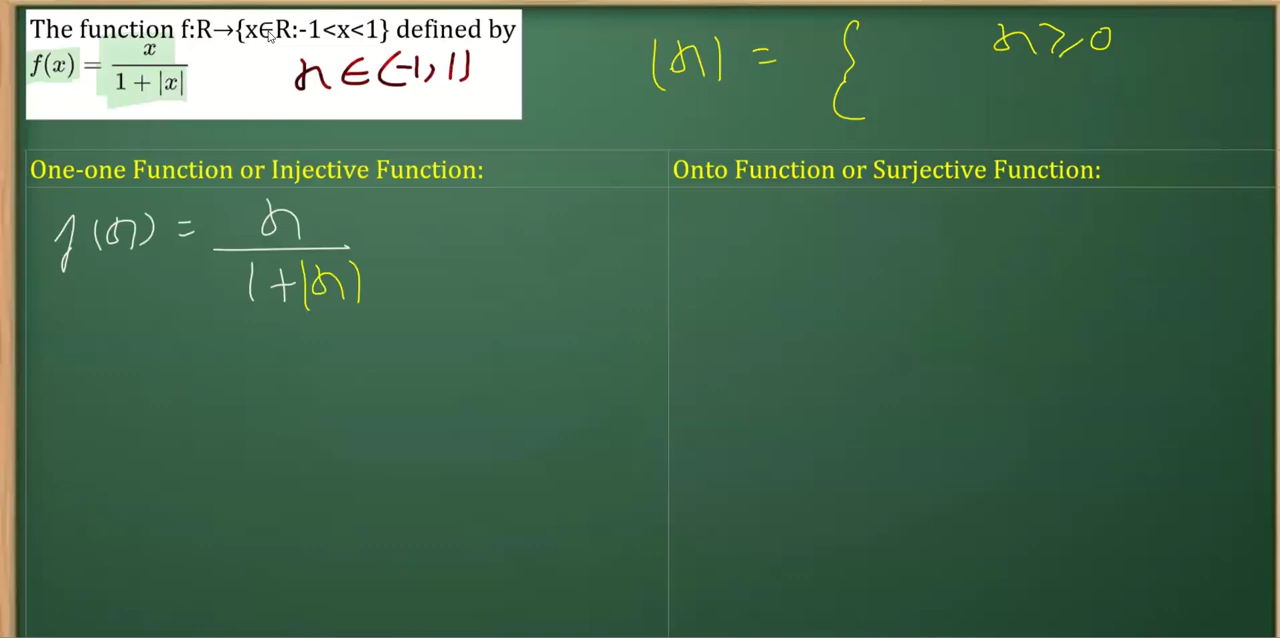 The function f:R→{x∈R:-1<x<1} defined by
f(x) = x / (1 + |x|)
x ∈ (-1, 1)
|x| = { x ≥ 0
One-one Function or Injective Function:
f(x) = x / (1 + |x|)
Onto Function or Surjective Function: